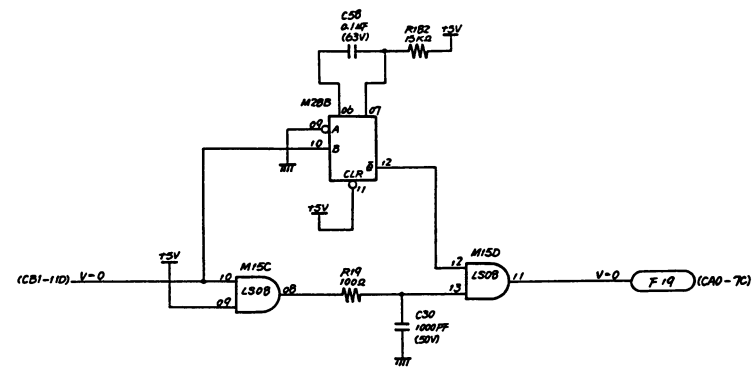 C58
0.1µF
(63V)
R182
15KΩ
+5V
M28B
06
07
09
A
10
B
Q̅
12
CLR
11
+5V
+5V
M15C
M15D
(CB1-11D)
V=0
10
LS08
08
09
R19
100Ω
12
LS08
11
13
V=0
F19
(CA0-7C)
C30
1000PF
(50V)